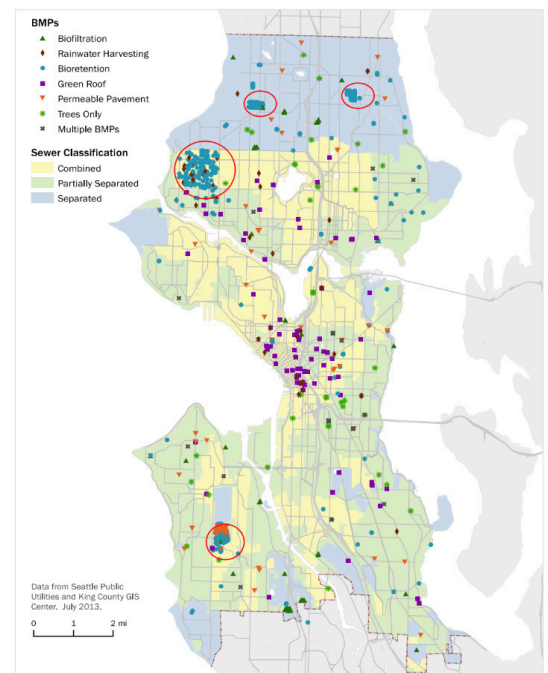 BMPs
Biofiltration
Rainwater Harvesting
Bioretention
Green Roof
Permeable Pavement
Trees Only
Multiple BMPs
Sewer Classification
Combined
Partially Separated
Separated
Data from Seattle Public
Utilities and King County GIS
Center, July 2013.
0 1 2 mi